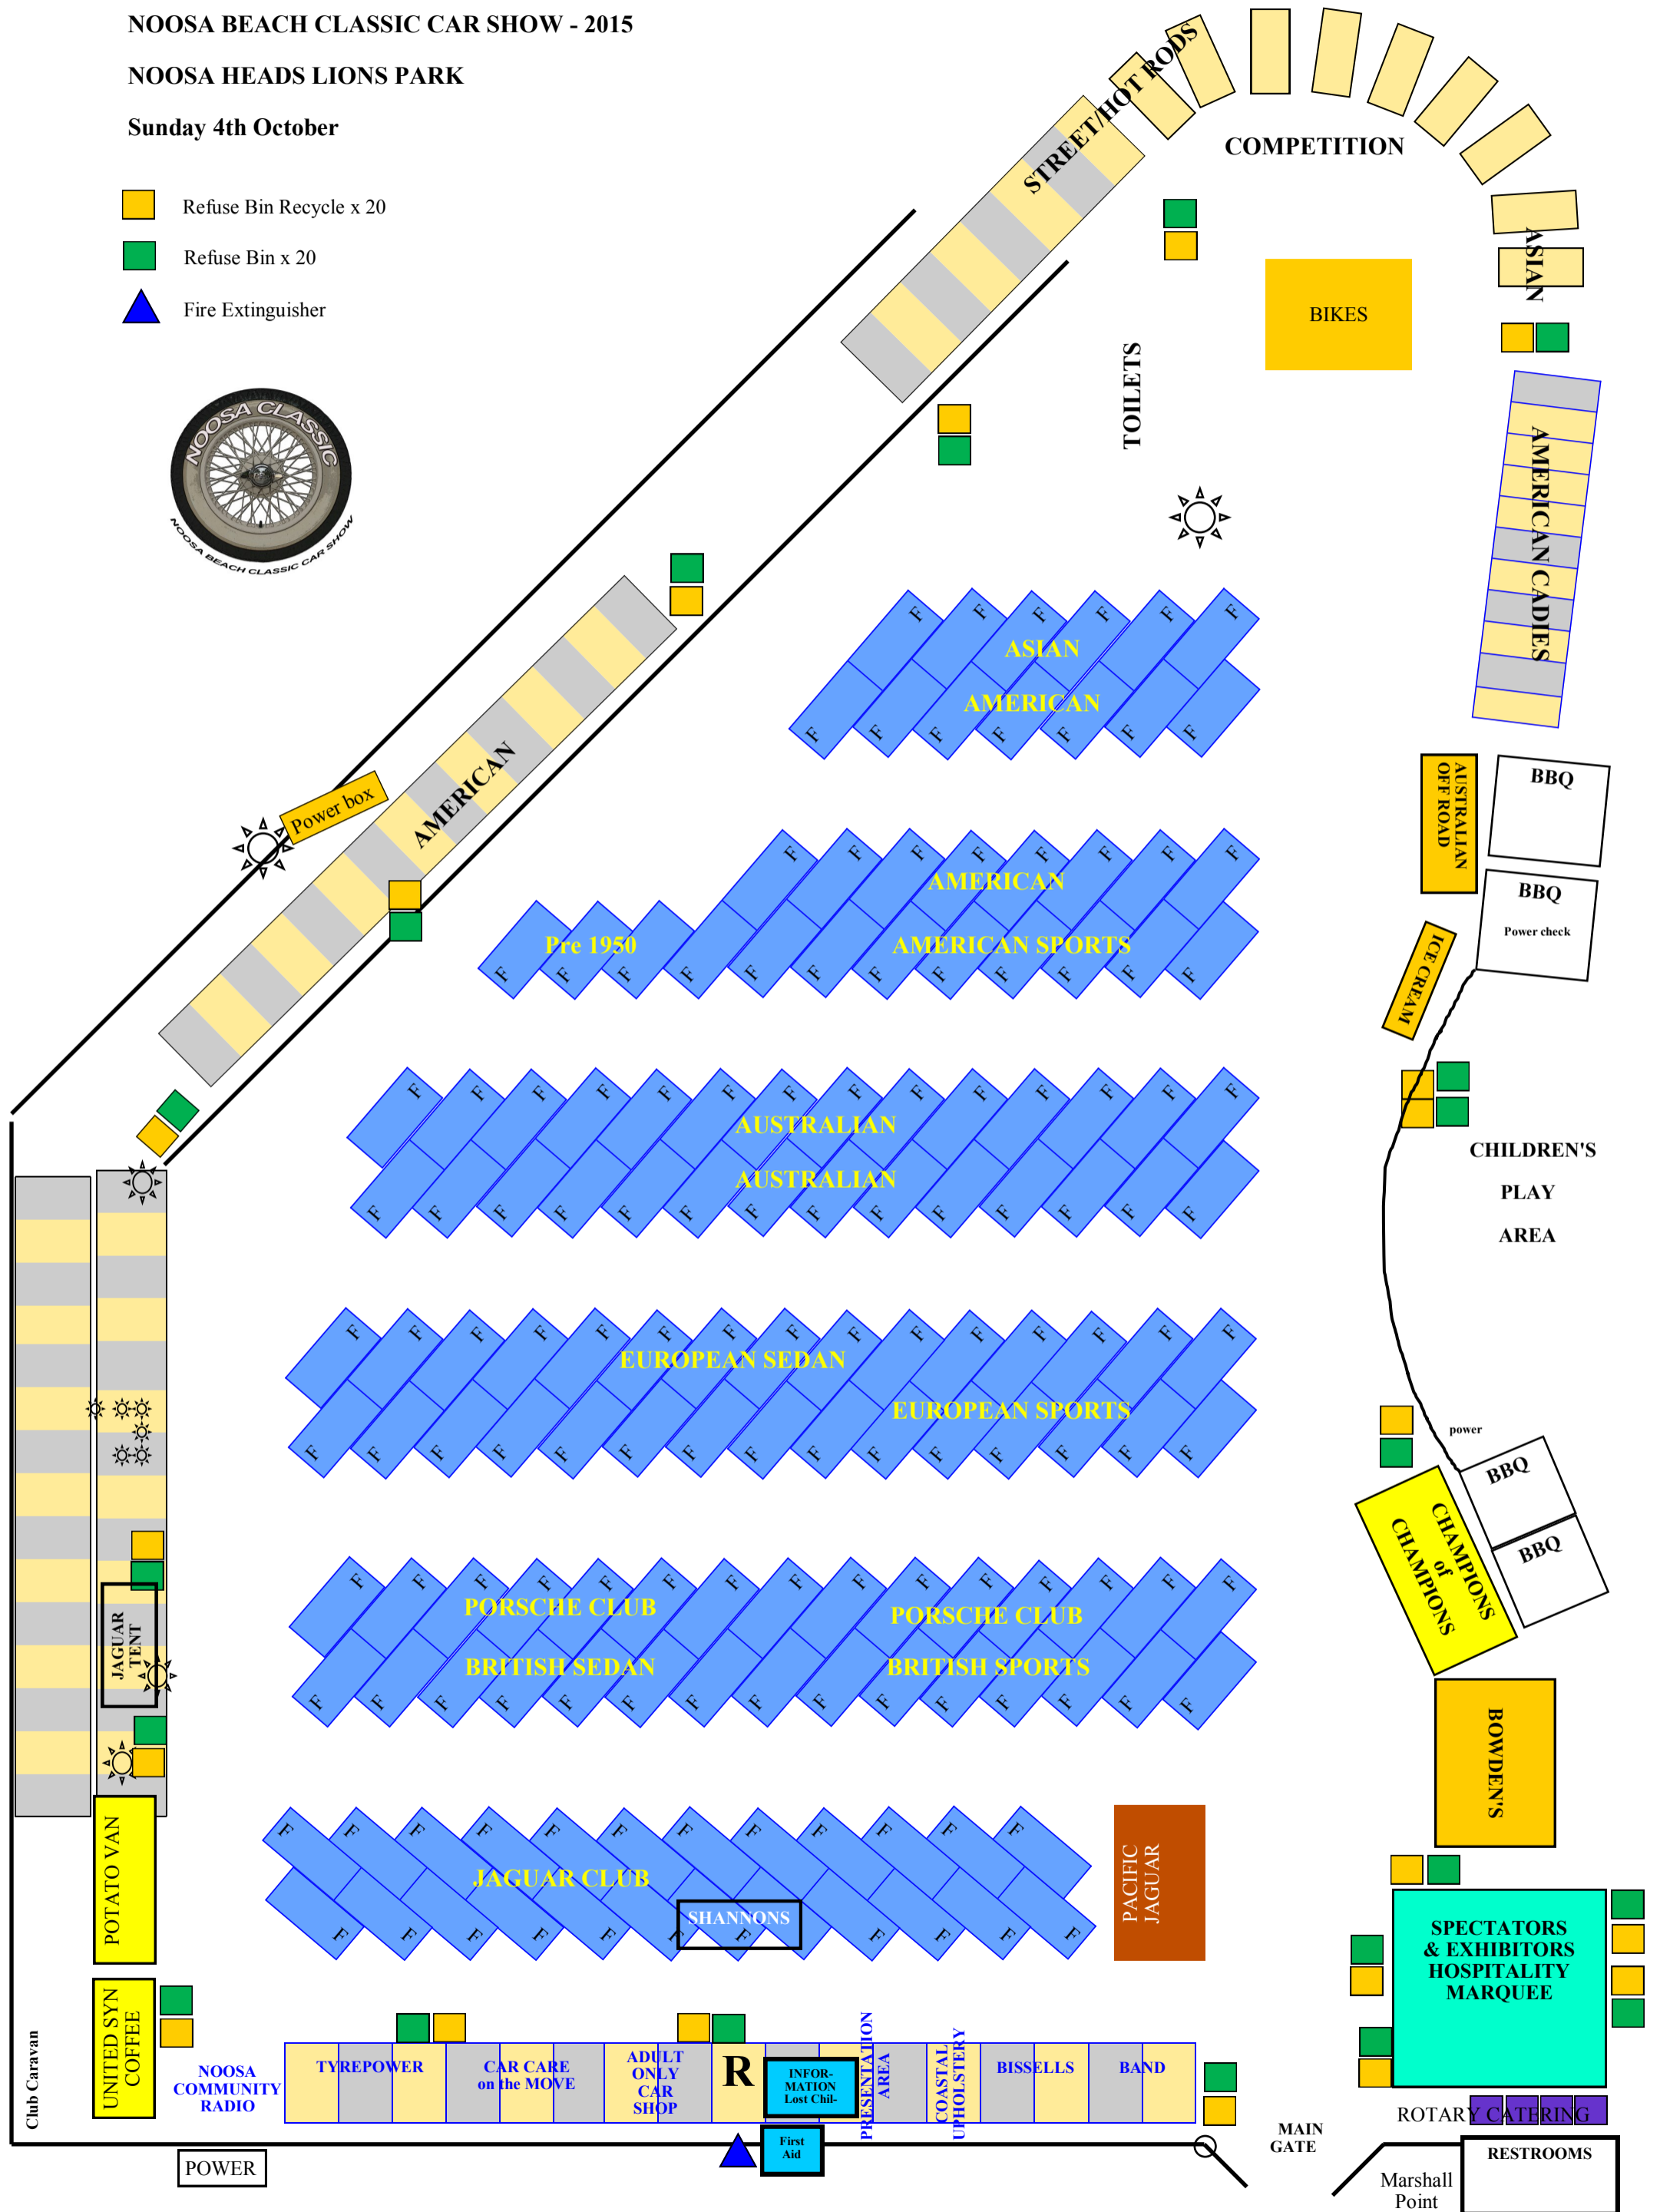 NOOSA BEACH CLASSIC CAR SHOW - 2015
NOOSA HEADS LIONS PARK
Sunday 4th October
Refuse Bin Recycle x 20
Refuse Bin x 20
Fire Extinguisher
NOOSA CLASSIC
NOOSA BEACH CLASSIC CAR SHOW
STREET/HOT RODS
COMPETITION
ASIAN
BIKES
TOILETS
AMERICAN CADIES
AMERICAN
Power box
F F F F F F
ASIAN
AMERICAN
F F F F F F F
AUSTRALIAN
OFF ROAD
BBQ
BBQ
Power check
ICE CREAM
F F F F F F F F
AMERICAN
Pre 1950
AMERICAN SPORTS
F F F F F F F F F F F F
F F F F F F F F F F F F F F
AUSTRALIAN
AUSTRALIAN
F F F F F F F F F F F F F F
CHILDREN'S
PLAY
AREA
F F F F F F F F F F F F F F F
EUROPEAN SEDAN
EUROPEAN SPORTS
F F F F F F F F F F F F F F F
power
BBQ
BBQ
CHAMPIONS
of
CHAMPIONS
F F F F F F F F F F F F F F F
PORSCHE CLUB
PORSCHE CLUB
BRITISH SEDAN
BRITISH SPORTS
F F F F F F F F F F F F F F F
JAGUAR
TENT
BOWDEN'S
POTATO VAN
F F F F F F F F F F F F
JAGUAR CLUB
SHANNONS
F F F F F F F F F F F F
PACIFIC
JAGUAR
SPECTATORS
& EXHIBITORS
HOSPITALITY
MARQUEE
Club Caravan
UNITED SYN
COFFEE
NOOSA
COMMUNITY
RADIO
TYREPOWER
CAR CARE
on the MOVE
ADULT
ONLY
CAR
SHOP
R
INFOR-
MATION
Lost Chil-
PRESENTATION
AREA
COASTAL
UPHOLSTERY
BISSELLS
BAND
ROTARY CATERING
MAIN
GATE
First
Aid
POWER
RESTROOMS
Marshall
Point